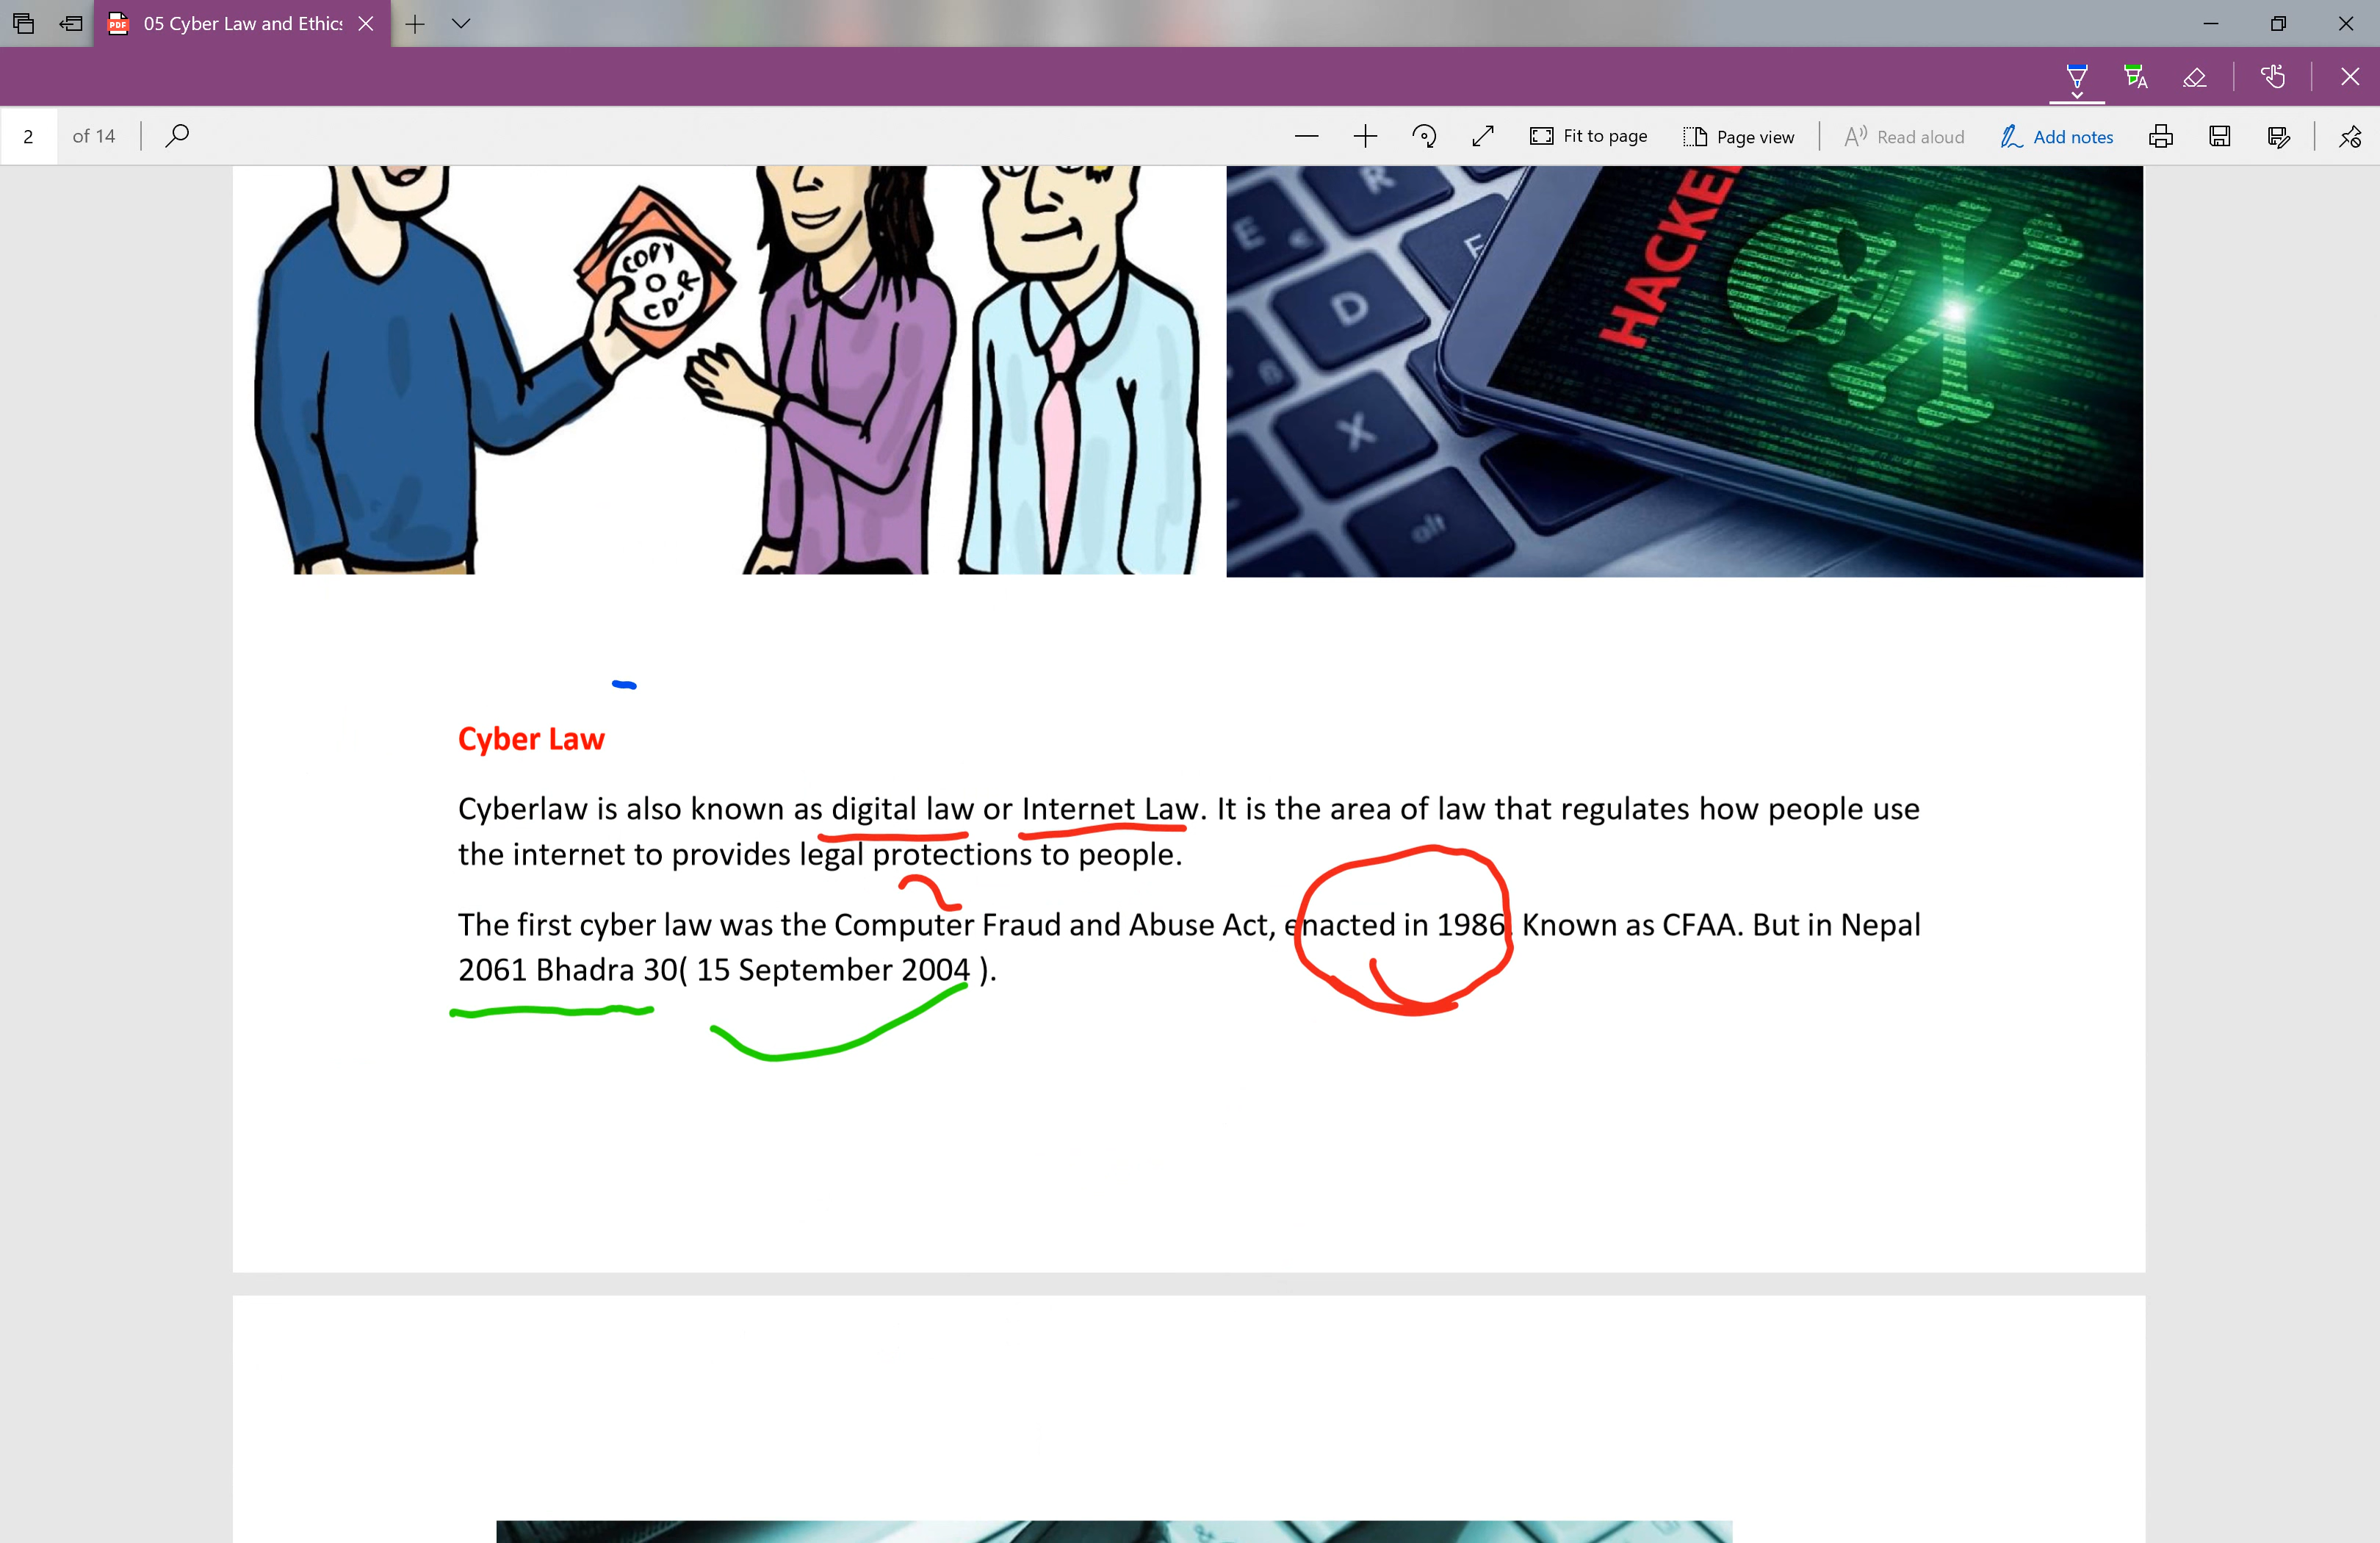 05 Cyber Law and Ethics
2 of 14
Fit to page
Page view
Read aloud
Add notes
COPY
CD-R
HACKE
E
R
D
F
X
alt
Cyber Law
Cyberlaw is also known as digital law or Internet Law. It is the area of law that regulates how people use
the internet to provides legal protections to people.
The first cyber law was the Computer Fraud and Abuse Act, enacted in 1986. Known as CFAA. But in Nepal
2061 Bhadra 30( 15 September 2004 ).